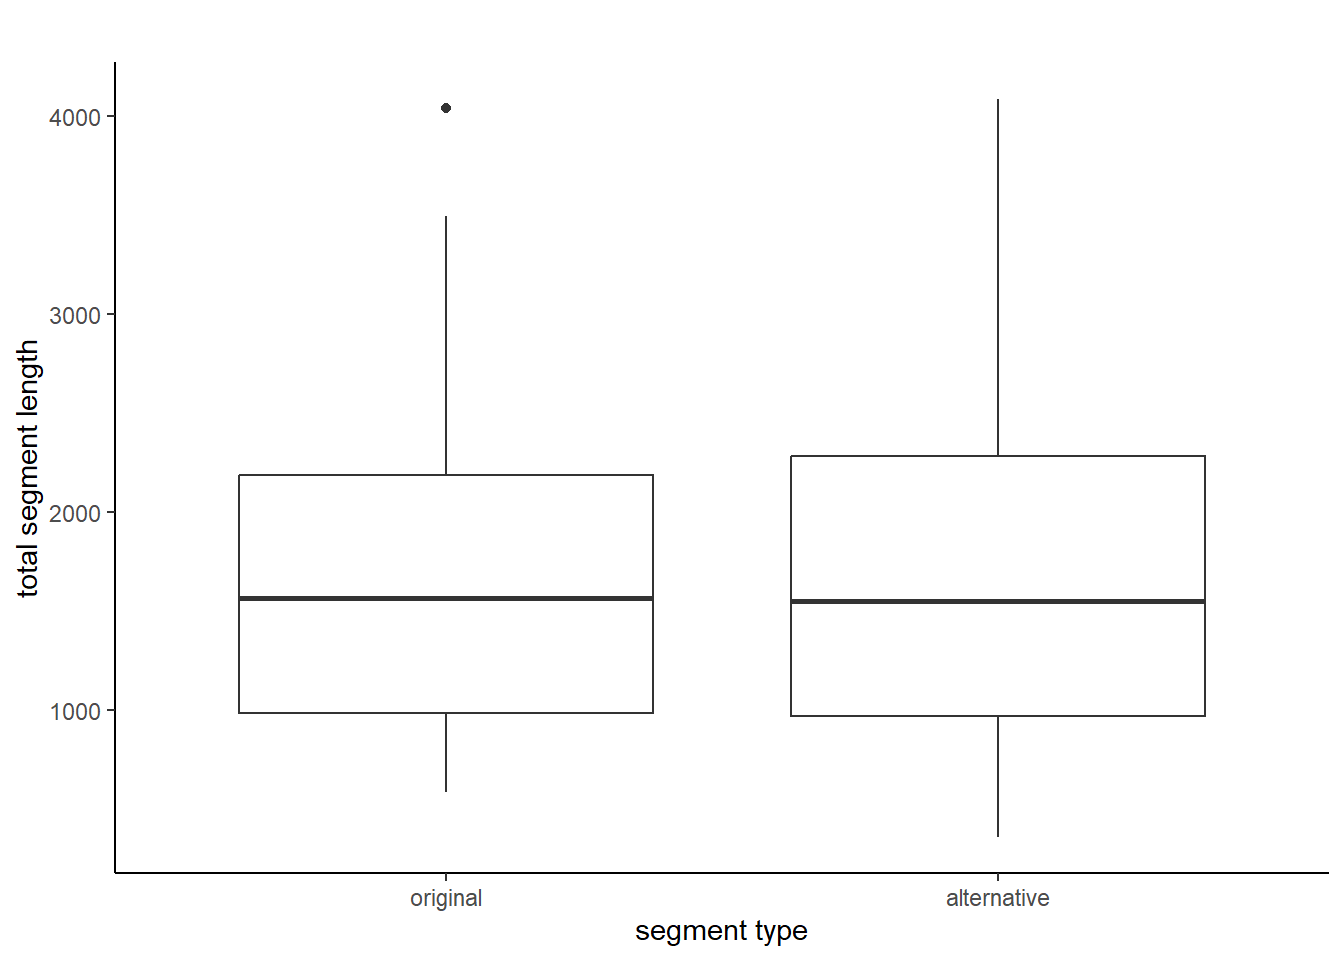 total segment length
4000
3000
2000
1000
original
alternative
segment type